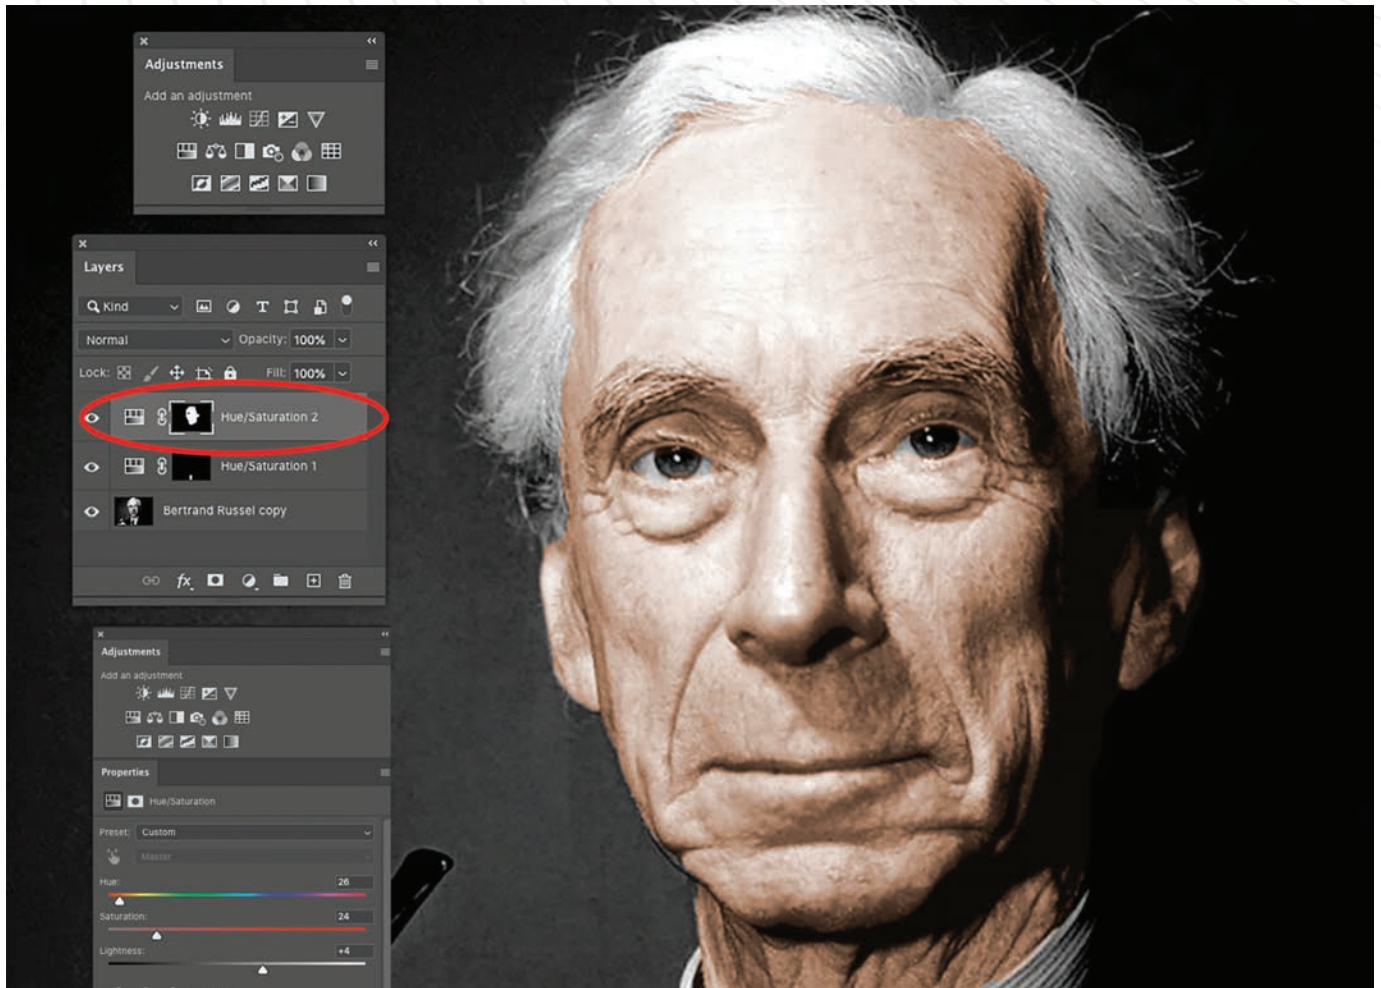 Adjustments
Add an adjustment
Layers
Kind
Normal
Opacity: 100%
Lock:
Fill: 100%
Hue/Saturation 2
Hue/Saturation 1
Bertrand Russel copy
fx
Adjustments
Add an adjustment
Properties
Hue/Saturation
Preset: Custom
Master
Hue: 26
Saturation: 24
Lightness: +4